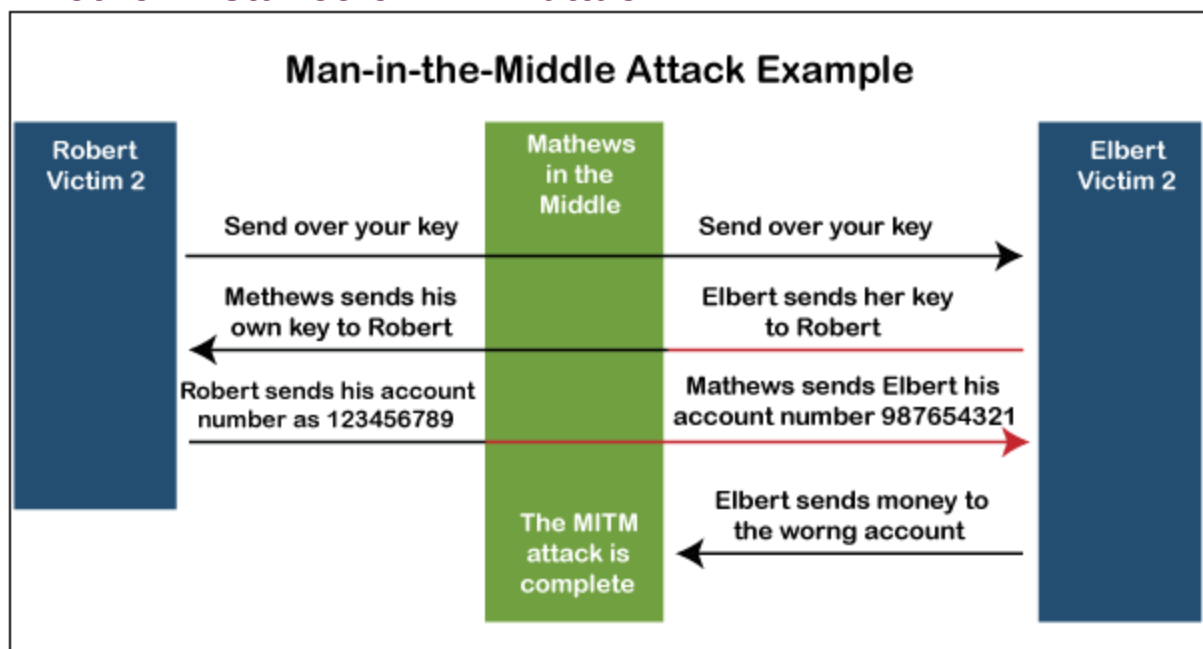 Man-in-the-Middle Attack Example
Robert
Victim 2
Mathews
in the
Middle
Elbert
Victim 2
Send over your key
Send over your key
Methews sends his
own key to Robert
Elbert sends her key
to Robert
Robert sends his account
number as 123456789
Mathews sends Elbert his
account number 987654321
The MITM
attack is
complete
Elbert sends money to
the worng account